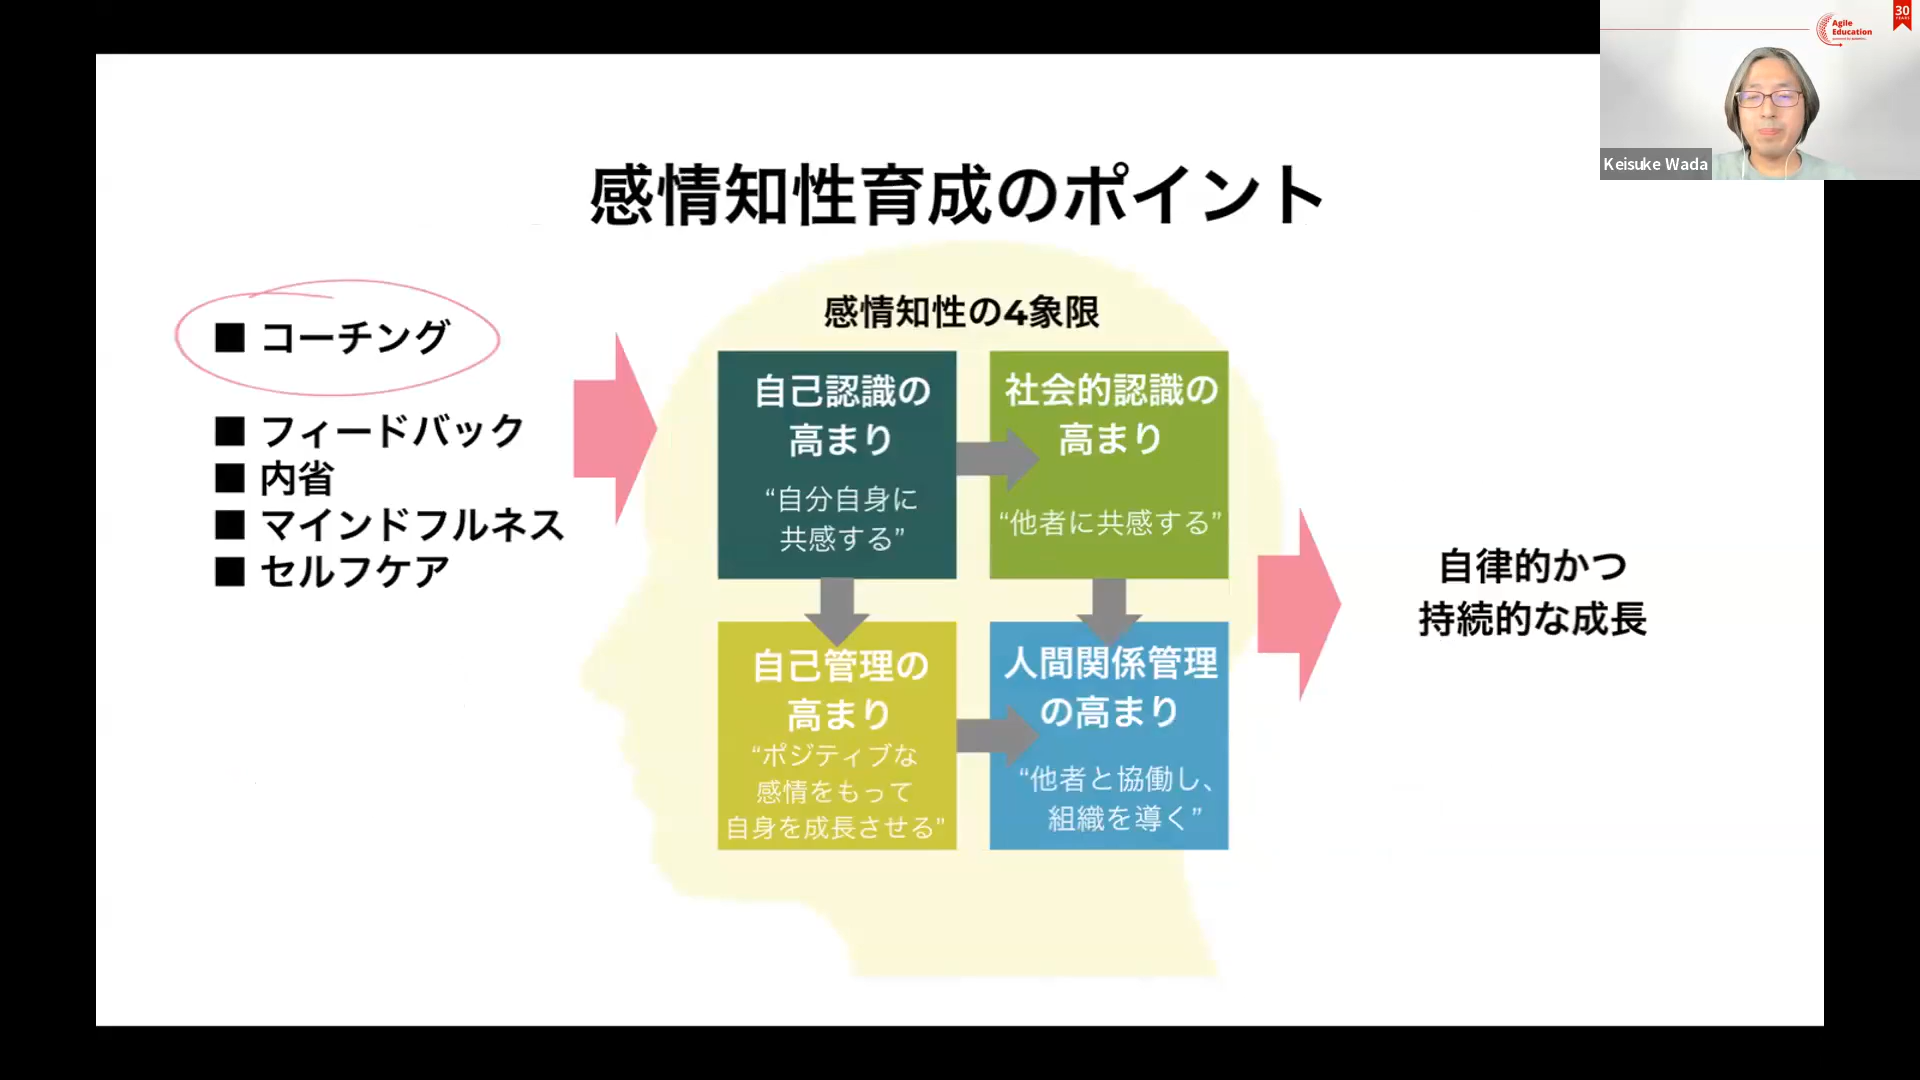 30
YEARS
Agile
Education
Keisuke Wada
感情知性育成のポイント
■ コーチング
■ フィードバック
■ 内省
■ マインドフルネス
■ セルフケア
感情知性の4象限
自己認識の
高まり
“自分自身に
共感する”
社会的認識の
高まり
“他者に共感する”
自己管理の
高まり
“ポジティブな
感情をもって
自身を成長させる”
人間関係管理
の高まり
“他者と協働し、
組織を導く”
自律的かつ
持続的な成長